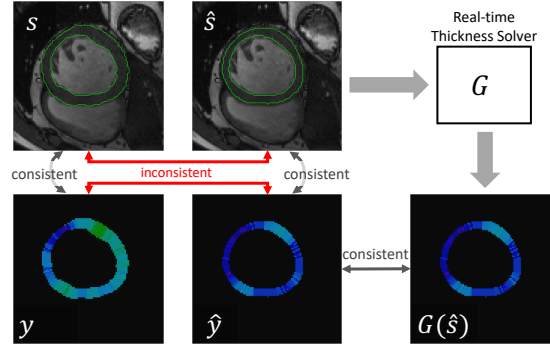 s
ŝ
Real-time
Thickness Solver
G
consistent
inconsistent
consistent
consistent
y
ŷ
G(ŝ)